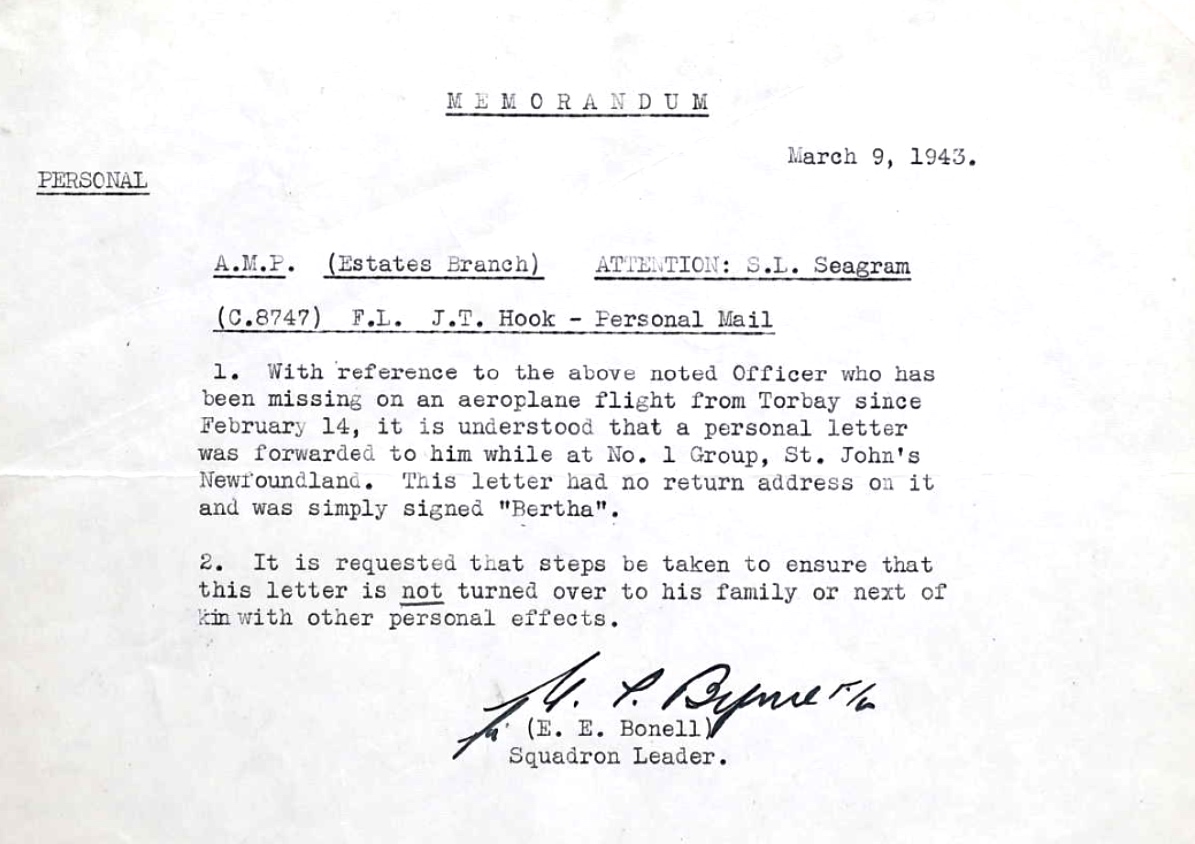 MEMORANDUM
March 9, 1943.
PERSONAL
A.M.P. (Estates Branch) ATTENTION: S.L. Seagram
(C.8747) F.L. J.T. Hook - Personal Mail
1. With reference to the above noted Officer who has
been missing on an aeroplane flight from Torbay since
February 14, it is understood that a personal letter
was forwarded to him while at No. 1 Group, St. John's
Newfoundland. This letter had no return address on it
and was simply signed "Bertha".
2. It is requested that steps be taken to ensure that
this letter is not turned over to his family or next of
kin with other personal effects.
P. Byrne
(E. E. Bonell)
Squadron Leader.